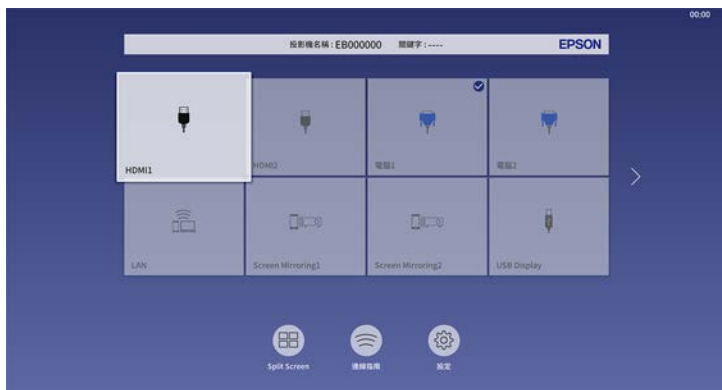 00:00
投影機名稱 : EB000000 關鍵字 : ----
EPSON
HDMI1
HDMI2
電腦1
電腦2
LAN
Screen Mirroring1
Screen Mirroring2
USB Display
Split Screen
連線指南
設定